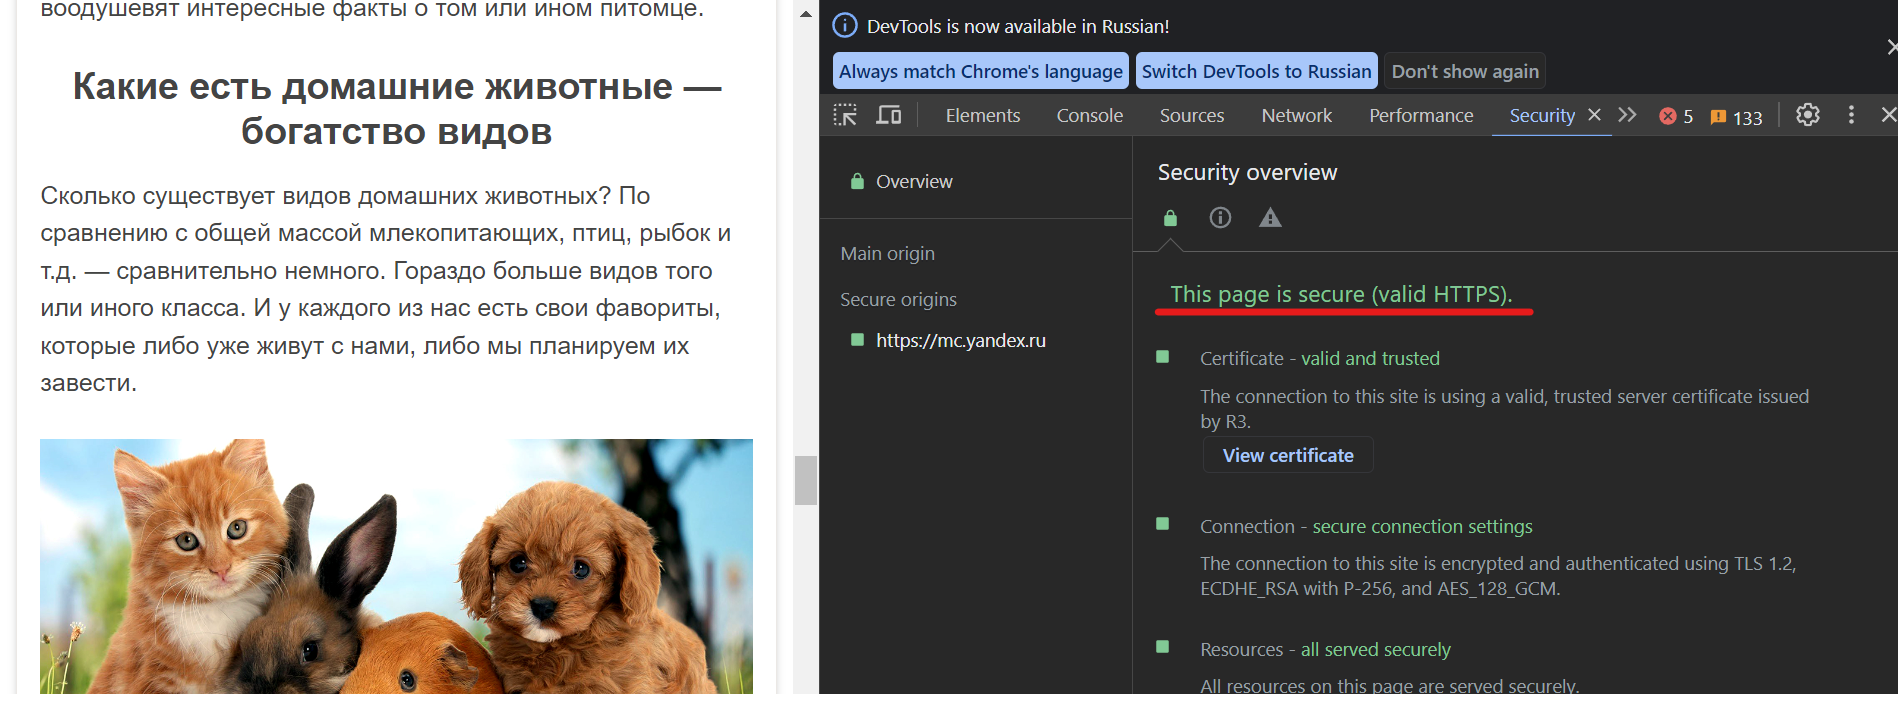 воодушевят интересные факты о том или ином питомце.
Какие есть домашние животные —
богатство видов
Сколько существует видов домашних животных? По
сравнению с общей массой млекопитающих, птиц, рыбок и
т.д. — сравнительно немного. Гораздо больше видов того
или иного класса. И у каждого из нас есть свои фавориты,
которые либо уже живут с нами, либо мы планируем их
завести.
DevTools is now available in Russian!
Always match Chrome's language
Switch DevTools to Russian
Don't show again
Elements
Console
Sources
Network
Performance
Security
5
133
Overview
Main origin
Secure origins
https://mc.yandex.ru
Security overview
This page is secure (valid HTTPS).
Certificate - valid and trusted
The connection to this site is using a valid, trusted server certificate issued
by R3.
View certificate
Connection - secure connection settings
The connection to this site is encrypted and authenticated using TLS 1.2,
ECDHE_RSA with P-256, and AES_128_GCM.
Resources - all served securely
All resources on this page are served securely.